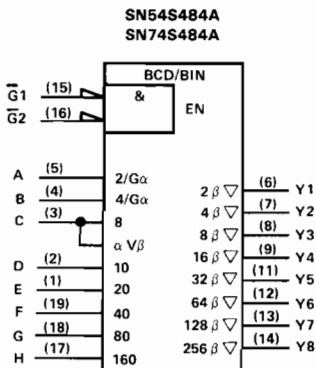 SN54S484A
SN74S484A
BCD/BIN
G̅1 (15) &
EN
G̅2 (16)
A (5) 2/Gα 2 β ▽ (6) Y1
B (4) 4/Gα 4 β ▽ (7) Y2
C (3) 8 8 β ▽ (8) Y3
α Vβ 16 β ▽ (9) Y4
D (2) 10 32 β ▽ (11) Y5
E (1) 20 64 β ▽ (12) Y6
F (19) 40 128 β ▽ (13) Y7
G (18) 80 256 β ▽ (14) Y8
H (17) 160